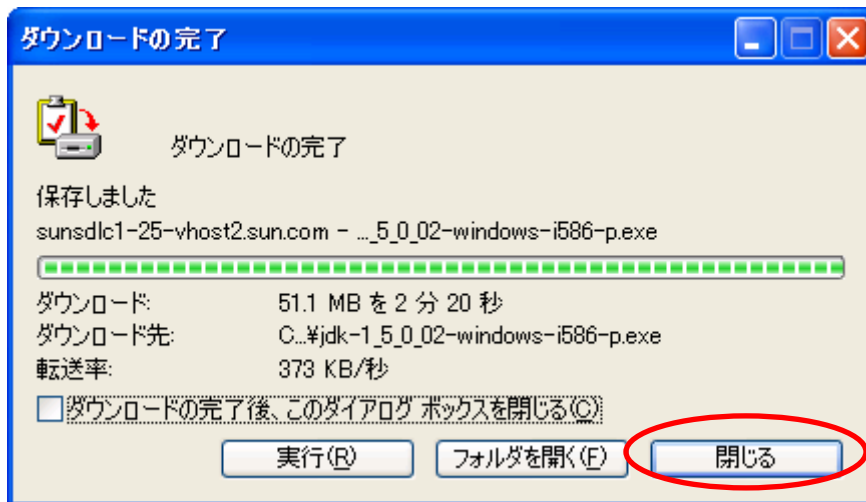 ダウンロードの完了
ダウンロードの完了
保存しました
sunsdlc1-25-vhost2.sun.com - ..._5_0_02-windows-i586-p.exe
ダウンロード: 51.1 MB を 2 分 20 秒
ダウンロード先: C...¥jdk-1_5_0_02-windows-i586-p.exe
転送率: 373 KB/秒
ダウンロードの完了後、このダイアログ ボックスを閉じる(C)
実行(R) フォルダを開く(F) 閉じる